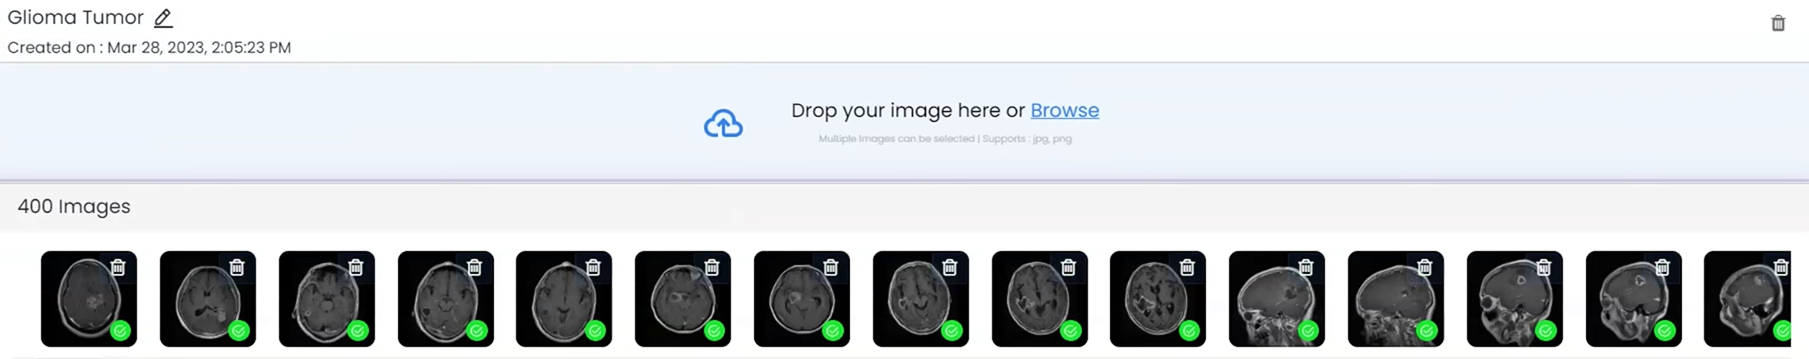 Glioma Tumor
Created on : Mar 28, 2023, 2:05:23 PM
Drop your image here or Browse
Multiple Images can be selected | Supports : jpg, png
400 Images